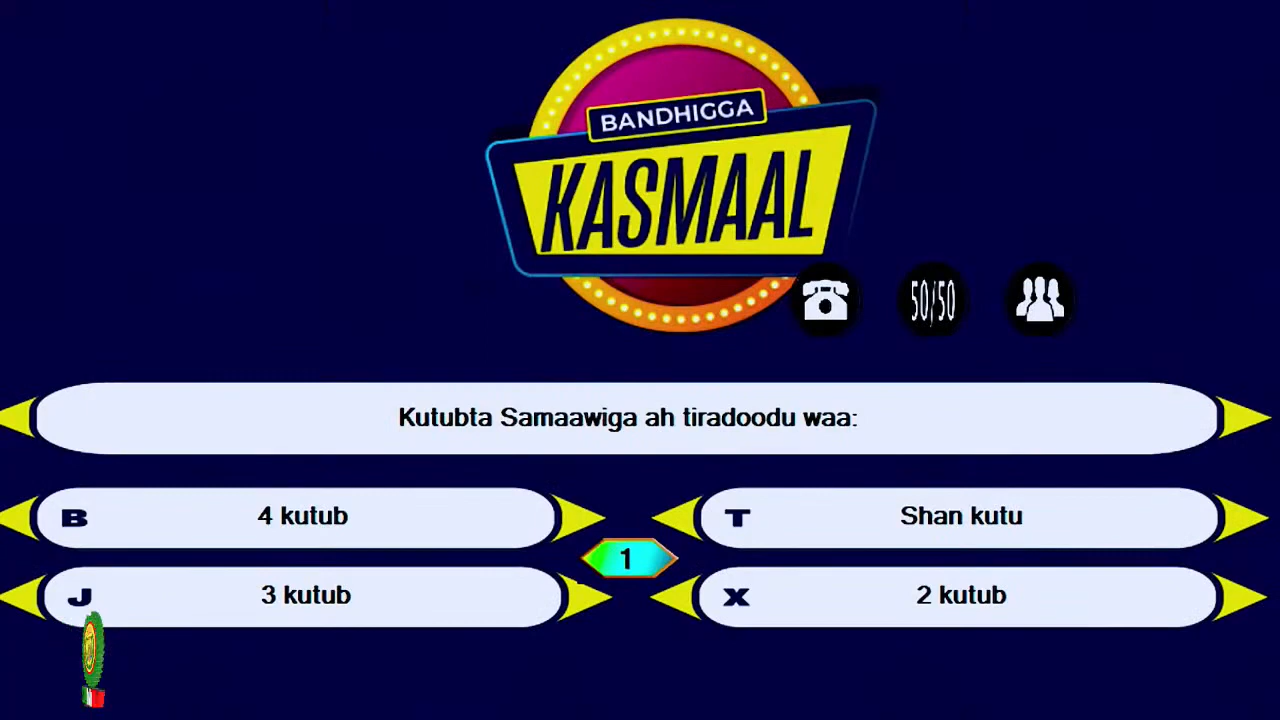 BANDHIGGA
KASMAAL
50/50
Kutubta Samaawiga ah tiradoodu waa:
B 4 kutub
T Shan kutu
1
J 3 kutub
X 2 kutub